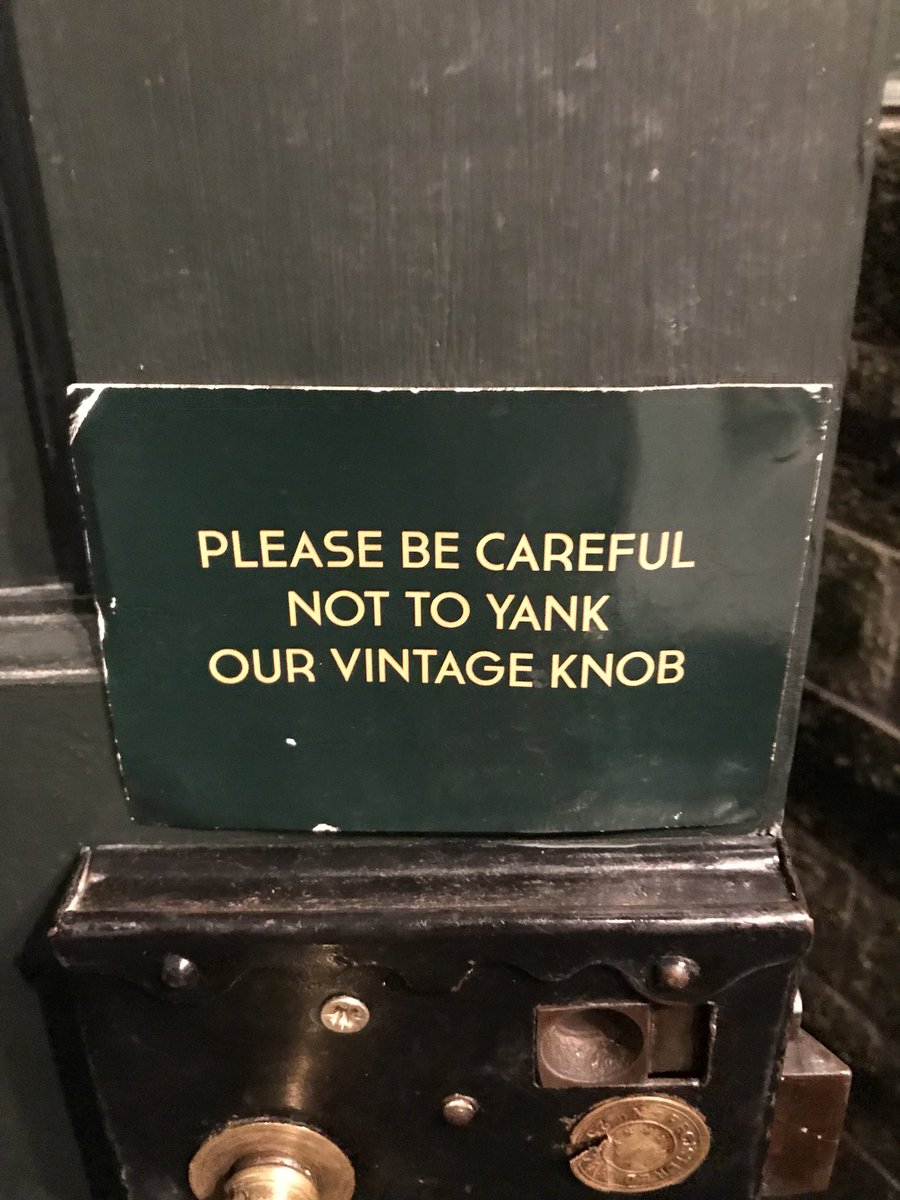 PLEASE BE CAREFUL
NOT TO YANK
OUR VINTAGE KNOB